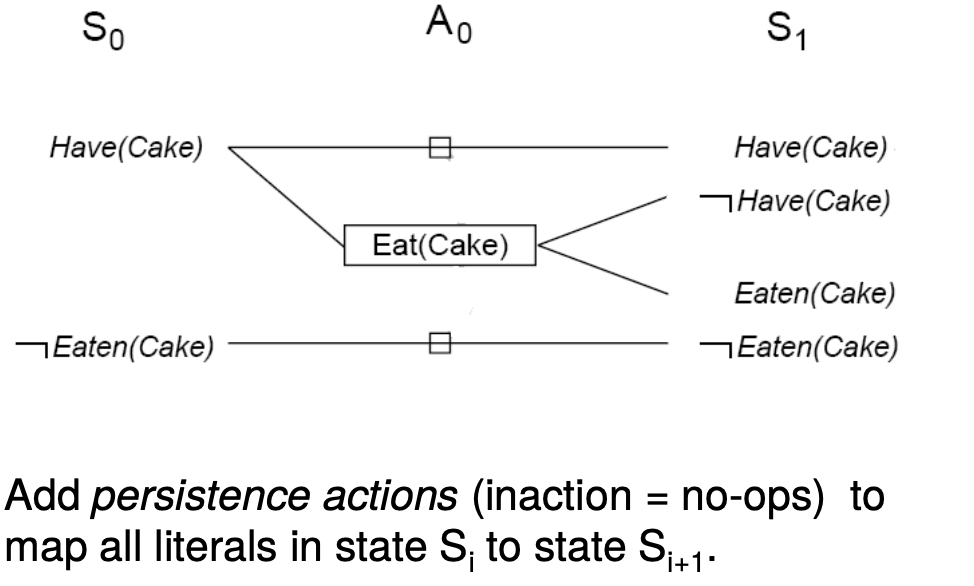 S₀ A₀ S₁
Have(Cake) Have(Cake)
¬Have(Cake)
Eat(Cake)
Eaten(Cake)
¬Eaten(Cake) ¬Eaten(Cake)
Add persistence actions (inaction = no-ops) to
map all literals in state Sᵢ to state Sᵢ₊₁.